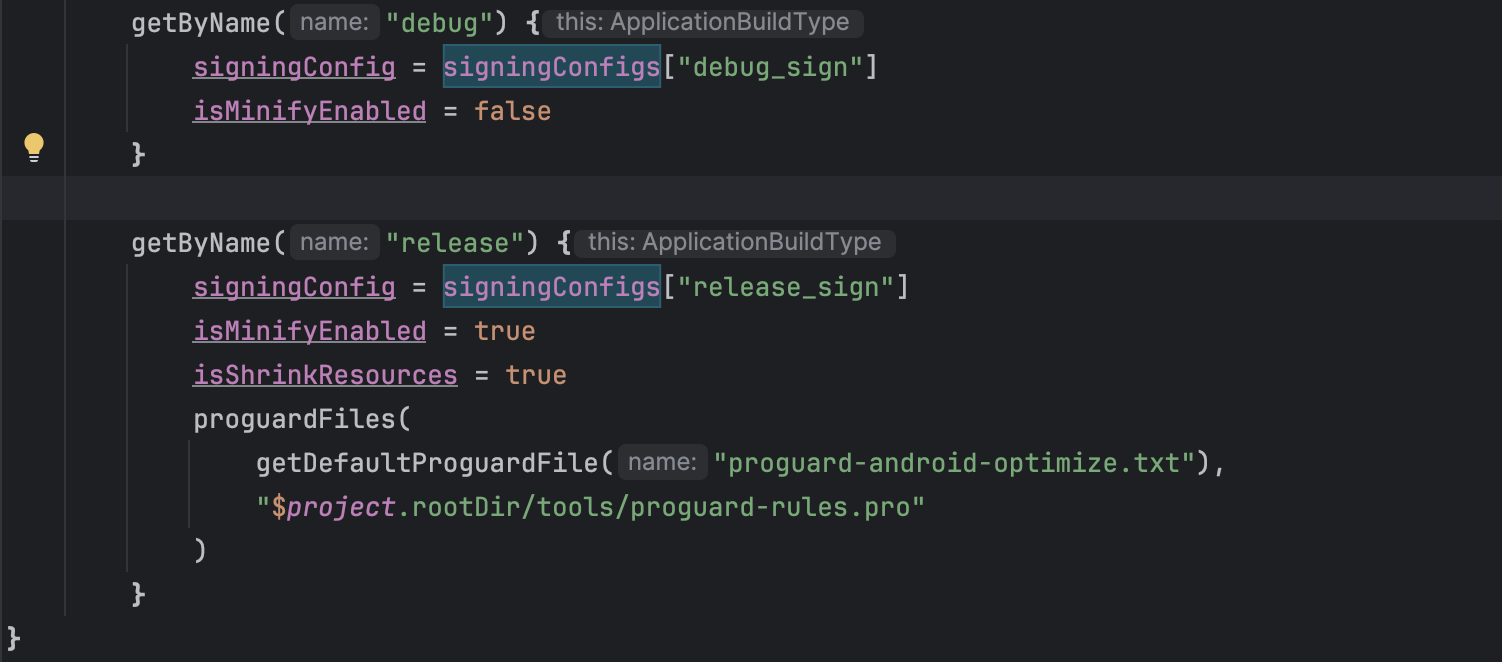 getByName( name: "debug") { this: ApplicationBuildType
signingConfig = signingConfigs["debug_sign"]
isMinifyEnabled = false
}
getByName( name: "release") { this: ApplicationBuildType
signingConfig = signingConfigs["release_sign"]
isMinifyEnabled = true
isShrinkResources = true
proguardFiles(
getDefaultProguardFile( name: "proguard-android-optimize.txt"),
"$project.rootDir/tools/proguard-rules.pro"
)
}
}